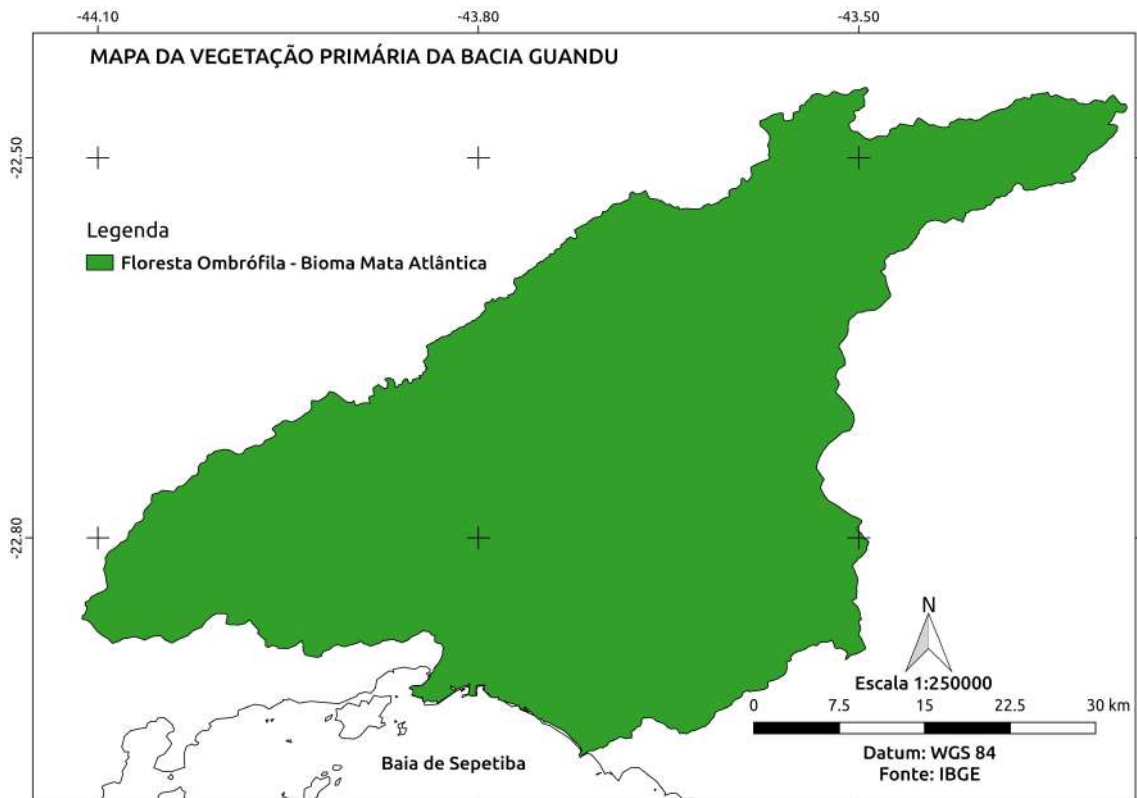 -44.10
-43.80
-43.50
MAPA DA VEGETAÇÃO PRIMÁRIA DA BACIA GUANDU
-22.50
Legenda
Floresta Ombrófila - Bioma Mata Atlântica
-22.80
N
Escala 1:250000
0 7.5 15 22.5 30 km
Datum: WGS 84
Fonte: IBGE
Baia de Sepetiba